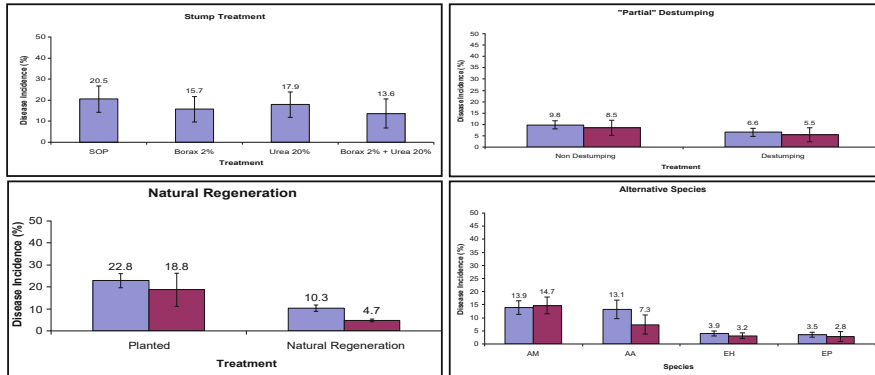 Stump Treatment
Disease Incidence (%)
50
40
30
20
10
0
20.5
15.7
17.9
13.6
SOP Borax 2% Urea 20% Borax 2% + Urea 20%
Treatment
"Partial" Destumping
Disease Incidence (%)
50
45
40
35
30
25
20
15
10
5
0
9.8 8.5
6.6 5.5
Non Destumping Destumping
Treatment
Natural Regeneration
Disease Incidence (%)
50
40
30
20
10
0
22.8 18.8
10.3 4.7
Planted Natural Regeneration
Treatment
Alternative Species
Disease Incidence (%)
50
45
40
35
30
25
20
15
10
5
0
13.9 14.7
13.1 7.3
3.9 3.2
3.5 2.8
AM AA EH EP
Species